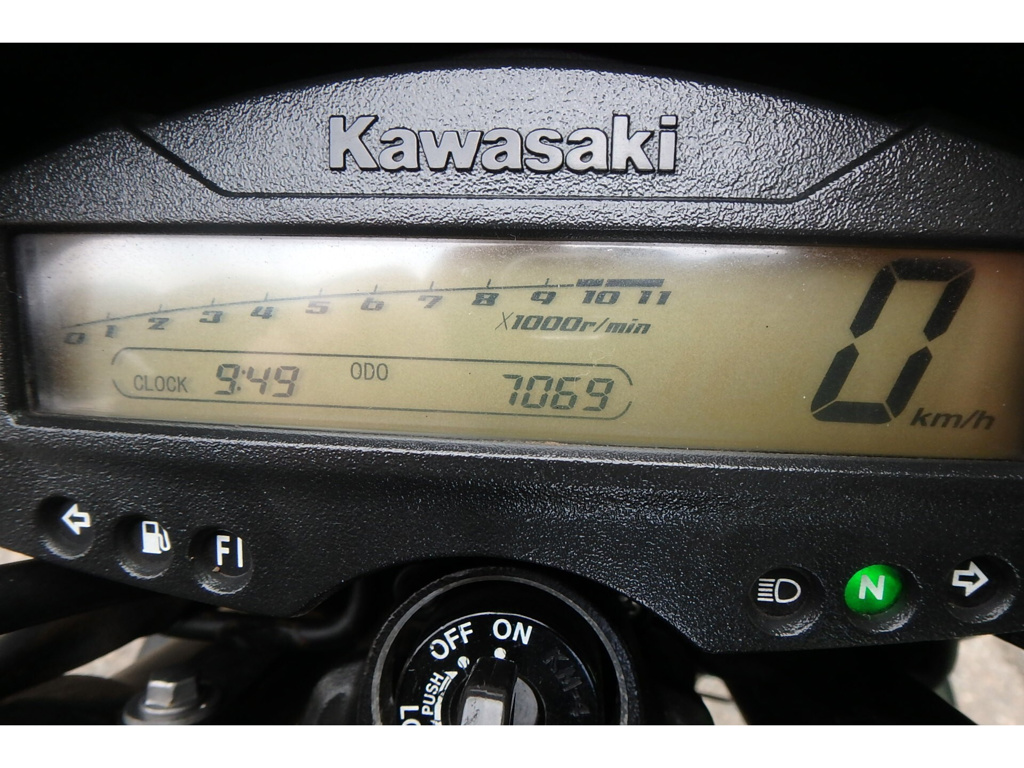 Kawasaki
0 1 2 3 4 5 6 7 8 9 10 11
X1000r/min
CLOCK 9:49 ODO 7069
0 km/h
FI
N
OFF ON
PUSH